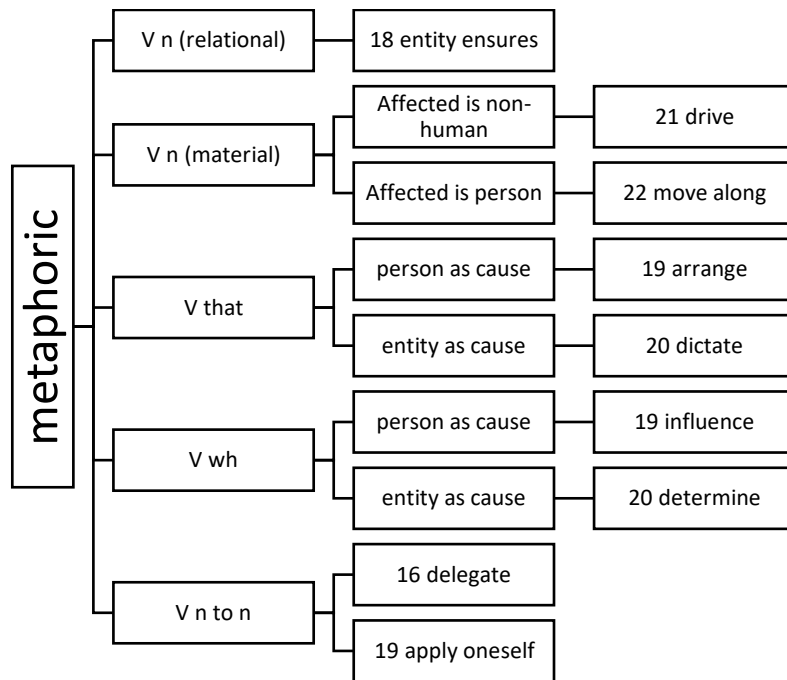 metaphoric
V n (relational)
18 entity ensures
V n (material)
Affected is non-
human
21 drive
Affected is person
22 move along
V that
person as cause
19 arrange
entity as cause
20 dictate
V wh
person as cause
19 influence
entity as cause
20 determine
V n to n
16 delegate
19 apply oneself